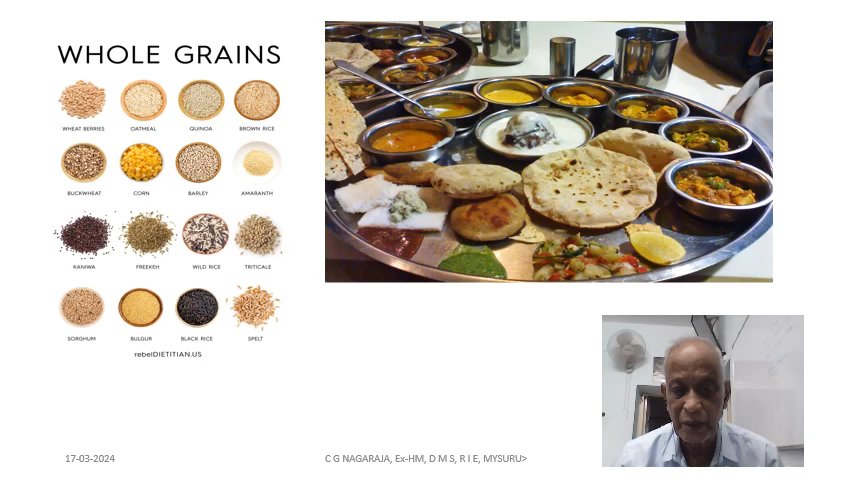 WHOLE GRAINS
WHEAT BERRIES OATMEAL QUINOA BROWN RICE
BUCKWHEAT CORN BARLEY AMARANTH
KANIWA FREEKEH WILD RICE TRITICALE
SORGHUM BULGUR BLACK RICE SPELT
rebelDIETITIAN.US
17-03-2024 C G NAGARAJA, Ex-HM, D M S, R I E, MYSURU>